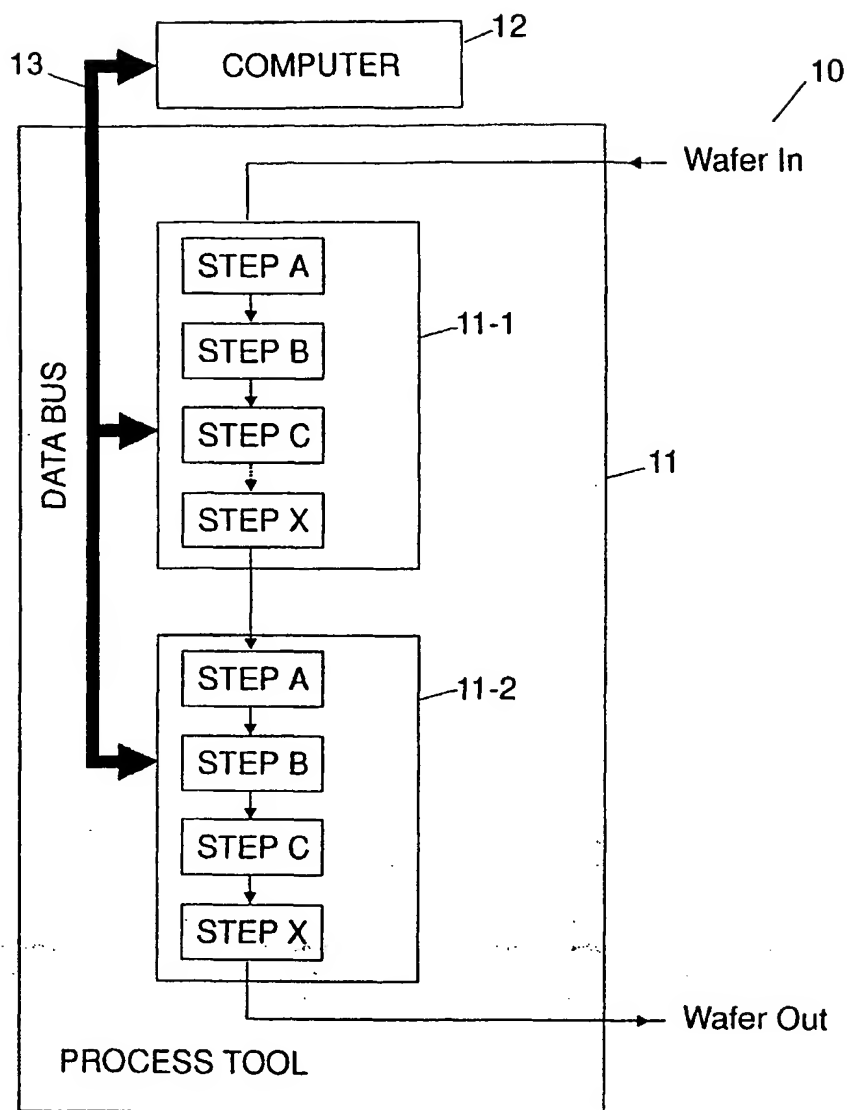 12
13
COMPUTER
10
Wafer In
STEP A
11-1
STEP B
DATA BUS
STEP C
11
STEP X
STEP A
11-2
STEP B
STEP C
STEP X
Wafer Out
PROCESS TOOL